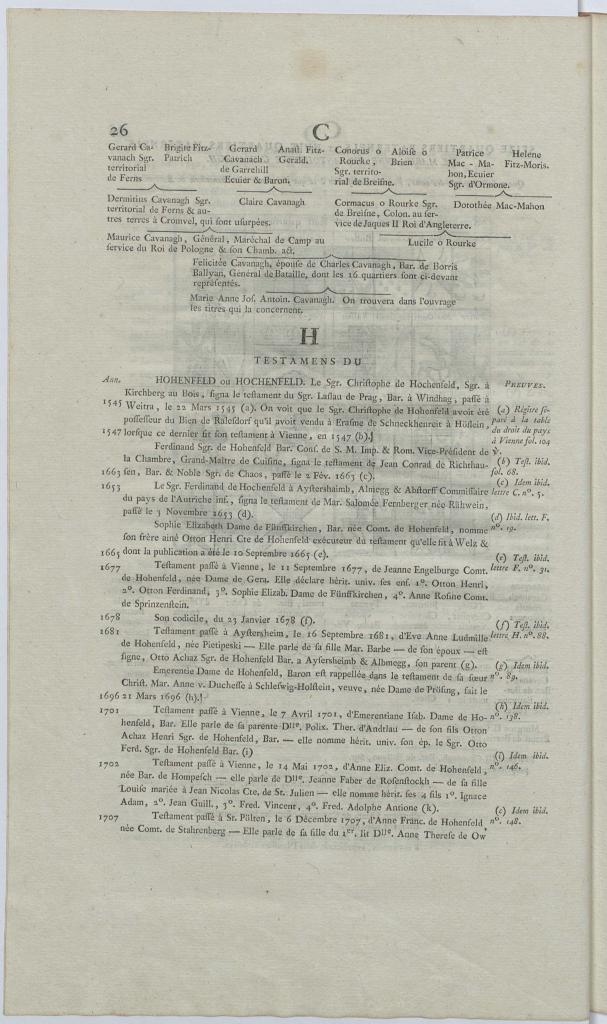 26
C
Gerard Ca- Brigite Fitz- Gerard Anast. Fitz- Conorus o Aloise o Patrice Helene
vanach Sgr. Patrich Cavanagh Gerald. Rourcke, Brien Mac - Ma- Fitz-Moris.
territorial de Garrehill Sgr. territo- hon, Ecuier
de Ferns Ecuier & Baron. rial de Breifne. Sgr. d'Ormone.
Dermitius Cavanagh Sgr. Claire Cavanagh Cormacus o Rourke Sgr. Dorothée Mac-Mahon
territorial de Ferns & au- de Breifne, Colon. au ser-
tres terres à Cromvel, qui sont usurpées. vice de Jaques II Roi d'Angleterre.
Maurice Cavanagh, Général, Maréchal de Camp au Lucile o Rourke
service du Roi de Pologne & son Chamb. act.
Felicitée Cavanagh, épouse de Charles Cavanagh, Bar. de Borris
Ballyan, Général de Bataille, dont les 16 quartiers sont ci-devant
représentés.
Marie Anne Jos. Antoin. Cavanagh. On trouvera dans l'ouvrage
les titres qui la concernent.
H
TESTAMENS DU
Ann. HOHENFELD ou HOCHENFELD. Le Sgr. Christophe de Hochenfeld, Sgr. à PREUVES.
Kirchberg au Bois, signa le testament du Sgr. Laslau de Prag, Bar. à Windhag, passé à
1545 Weitra, le 22 Mars 1545 (a). On voit que le Sgr. Christophe de Hohenfeld avoit été (a) Régitre sé-
possesseur du Bien de Ralesdorf qu'il avoit vendu à Erasme de Schneckhenreit à Höslein, paré à la table
1547 lorsque ce dernier fit son testament à Vienne, en 1547 (b). du droit du pays
à Vienne fol. 104
Ferdinand Sgr. de Hohenfeld Bar. Cons. de S. M. Imp. & Rom. Vice-Président de v.
la Chambre, Grand-Maître de Cuisine, signa le testament de Jean Conrad de Richthau- (b) Test. ibid.
1663 sen, Bar. & Noble Sgr. de Chaos, passé le 2 Fév. 1663 (c). fol. 68.
1653 Le Sgr. Ferdinand de Hochenfeld à Aystershaimb, Almegg & Abstorff Commissaire (c) Idem ibid.
du pays de l'Autriche inf., signa le testament de Mar. Salomée Fernberger née Rähwein, lettre C. n°. 5.
passé le 3 Novembre 1653 (d).
Sophie Elizabeth Dame de Fünffkirchen, Bar. née Comt. de Hohenfeld, nomme (d) Ibid. lett. F.
son frère ainé Otton Henri Cte de Hohenfeld exécuteur du testament qu'elle fit à Welz & n°. 19.
1665 dont la publication a été le 10 Septembre 1665 (e).
1677 Testament passé à Vienne, le 11 Septembre 1677, de Jeanne Engelburge Comt. (e) Test. ibid.
de Hohenfeld, née Dame de Gera. Elle déclare hérit. univ. ses enf. 1°. Otton Henri, lettre F. n°. 31.
2°. Otton Ferdinand, 3°. Sophie Elizab. Dame de Fünffkirchen, 4°. Anne Rosine Comt.
de Sprinzenstein.
1678 Son codicile, du 23 Janvier 1678 (f).
1681 Testament passé à Aystersheim, le 16 Septembre 1681, d'Eve Anne Ludmille (f) Test. ibid.
de Hohenfeld, née Pietipeski — Elle parle de sa fille Mar. Barbe — de son époux — est lettre H. n°. 88.
signe, Otto Achaz Sgr. de Hohenfeld Bar. a Aysersheimb & Albmegg, son parent (g).
Emerentie Dame de Hohenfeld, Baron est rappellée dans le testament de sa sœur (g) Idem ibid.
Christ. Mar. Anne v. Duchesse à Schleswig-Holstein, veuve, née Dame de Prösing, fait le n°. 89.
1696 21 Mars 1696 (h).
Testament passé à Vienne, le 7 Avril 1701, d'Emerentiane Isab. Dame de Ho- (h) Idem ibid.
1701 henfeld, Bar. Elle parle de sa parente Dlle. Polix. Ther. d'Andtlau — de son fils Otton n°. 138.
Achaz Henri Sgr. de Hohenfeld, Bar. — elle nomme hérit. univ. son ép. le Sgr. Otto
Ferd. Sgr. de Hohenfeld Bar. (i)
1702 Testament passé à Vienne, le 14 Mai 1702, d'Anne Eliz. Comt. de Hohenfeld, (i) Idem ibid.
née Bar. de Hompesch — elle parle de Dlle. Jeanne Faber de Rosenstockh — de sa fille n°. 146.
Louise mariée à Jean Nicolas Cte. de St. Julien — elle nomme hérit. ses 4 fils 1°. Ignace
Adam, 2°. Jean Guill., 3°. Fred. Vincent, 4°. Fred. Adolphe Antione (k).
1707 Testament passé à St. Pölten, le 6 Décembre 1707, d'Anne Franc. de Hohenfeld (c) Idem ibid.
née Comt. de Stahrenberg — Elle parle de sa fille du 1er. lit Dlle. Anne Therese de Ow n°. 148.